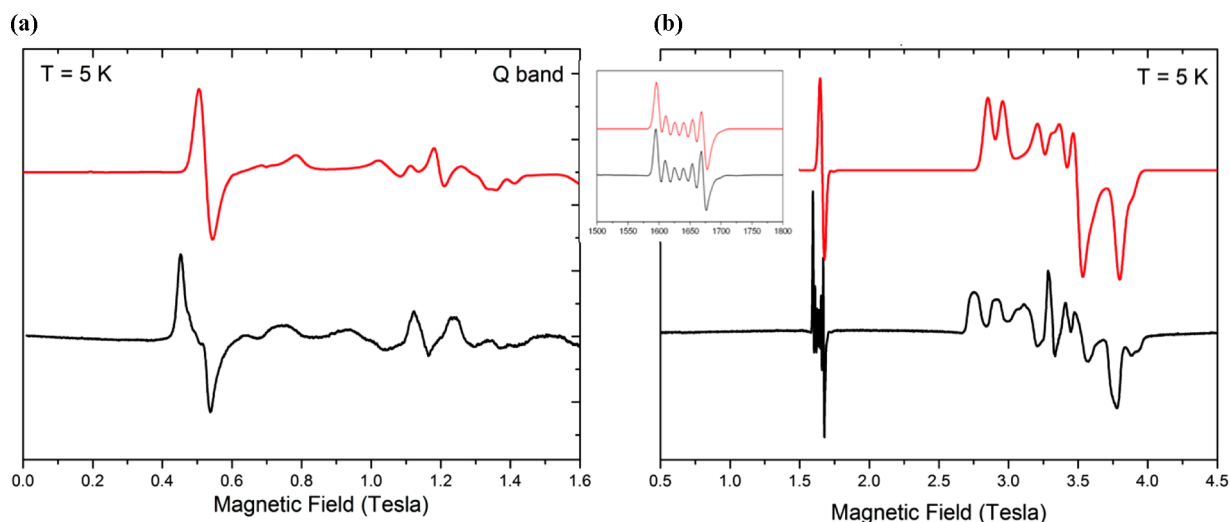 (a)
(b)
T = 5 K
Q band
T = 5 K
1500 1550 1600 1650 1700 1750 1800
0.0 0.2 0.4 0.6 0.8 1.0 1.2 1.4 1.6
0.5 1.0 1.5 2.0 2.5 3.0 3.5 4.0 4.5
Magnetic Field (Tesla)
Magnetic Field (Tesla)